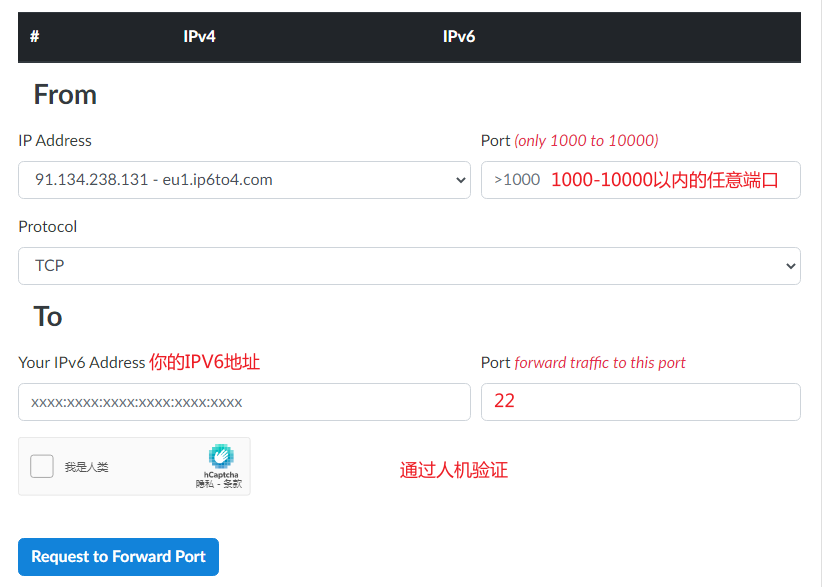 # IPv4 IPv6
From
IP Address Port (only 1000 to 10000)
91.134.238.131 - eu1.ip6to4.com >1000 1000-10000以内的任意端口
Protocol
TCP
To
Your IPv6 Address 你的IPV6地址 Port forward traffic to this port
xxxx:xxxx:xxxx:xxxx:xxxx:xxxx 22
我是人类 hCaptcha 通过人机验证
隐私 - 条款
Request to Forward Port